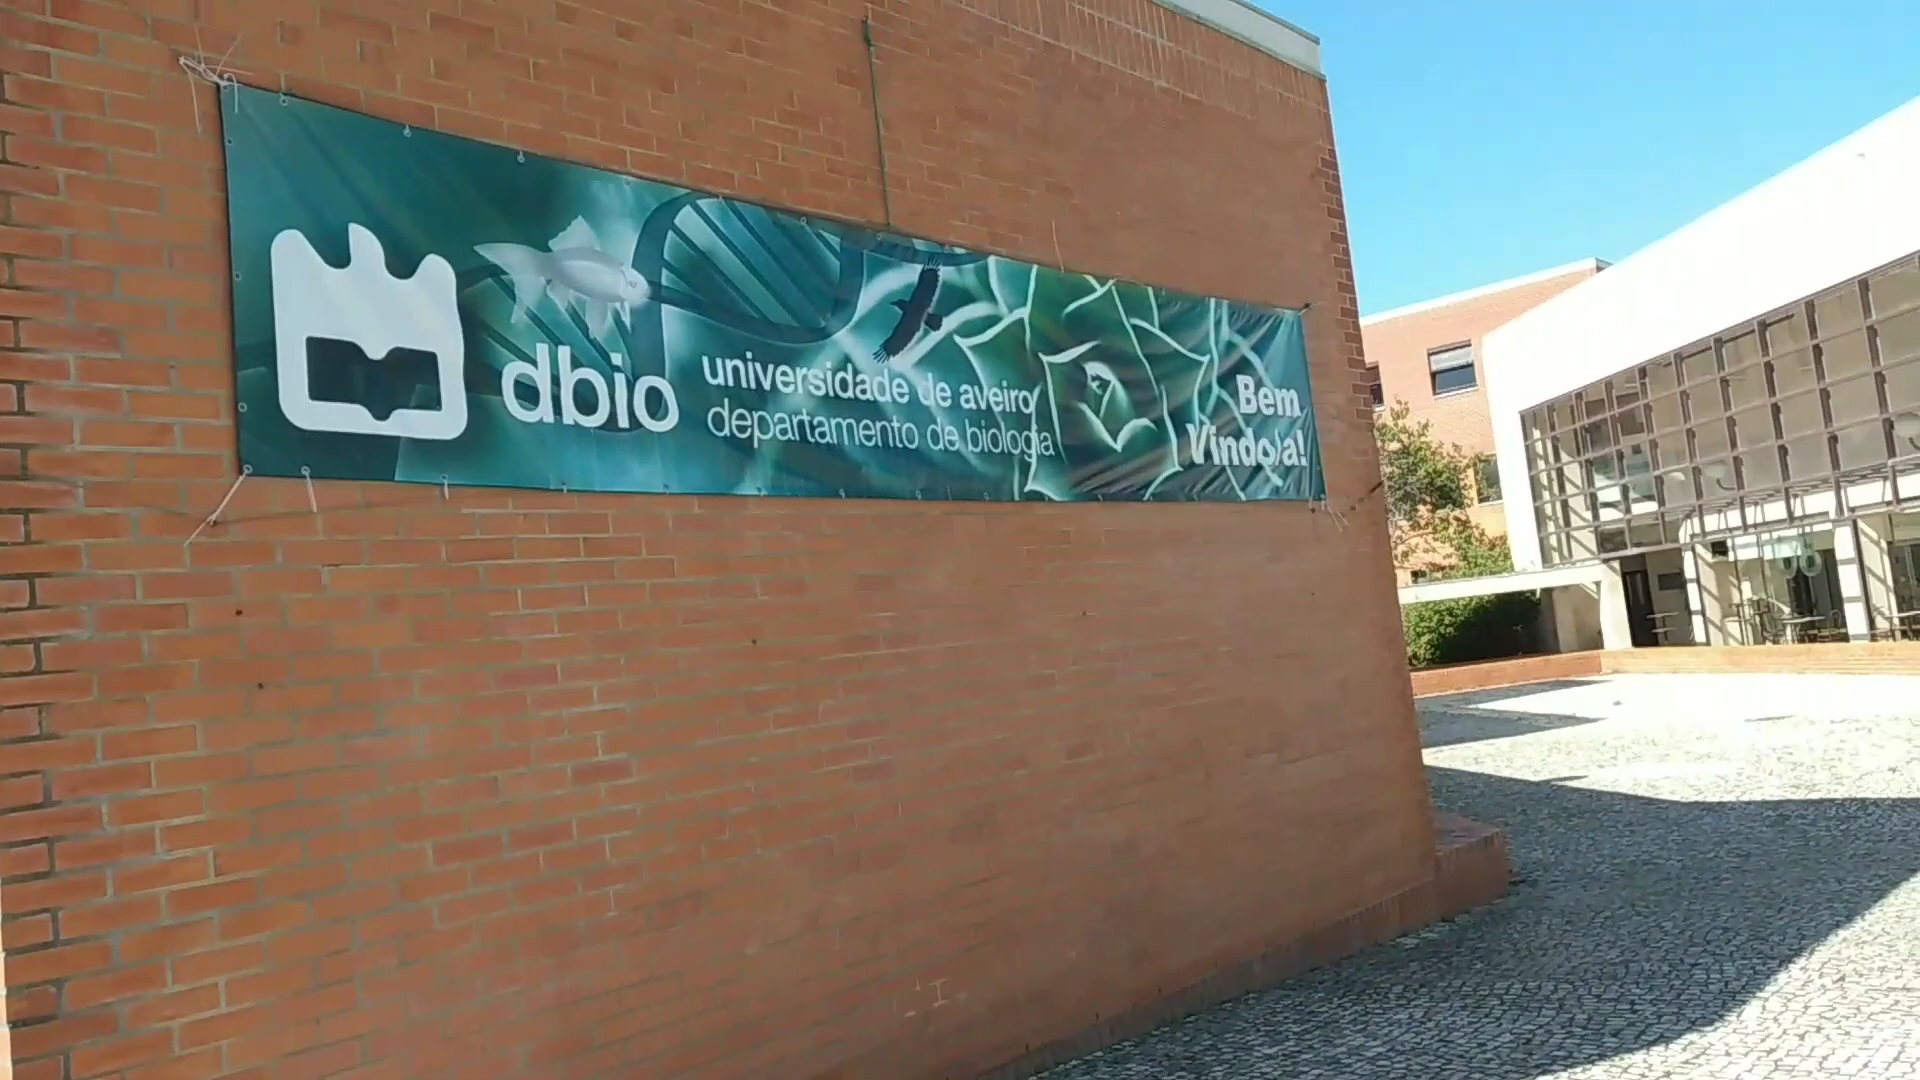 dbio
universidade de aveiro
departamento de biologia
Bem
Vindo/a!